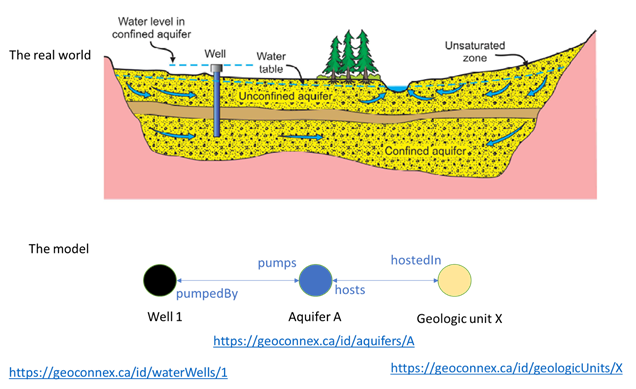 Water level in
confined aquifer
Well
The real world
Water
table
Unsaturated
zone
Unconfined aquifer
Confined aquifer
The model
pumps
hostedIn
pumpedBy
hosts
Well 1
Aquifer A
Geologic unit X
https://geoconnex.ca/id/aquifers/A
https://geoconnex.ca/id/waterWells/1
https://geoconnex.ca/id/geologicUnits/X